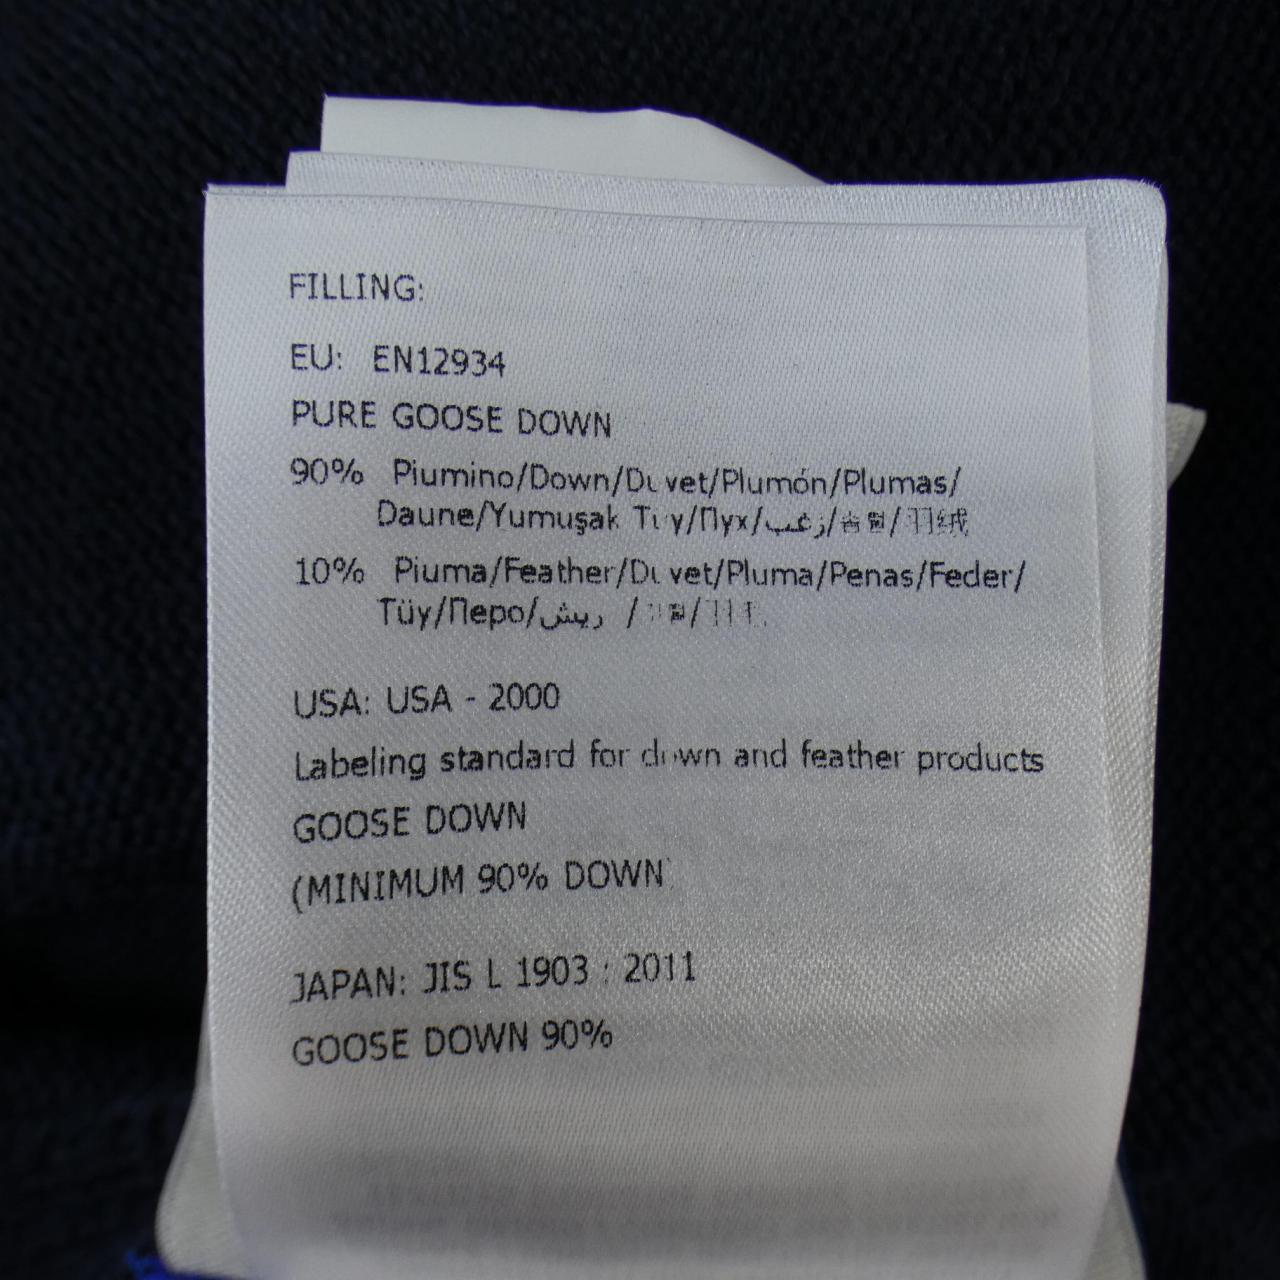 FILLING:
EU: EN12934
PURE GOOSE DOWN
90% Piumino/Down/Duvet/Plumón/Plumas/
Daune/Yumuşak Tüy/Пух/زغب/솜털/羽绒
10% Piuma/Feather/Duvet/Pluma/Penas/Feder/
Tüy/Перо/ريش /
USA: USA - 2000
Labeling standard for down and feather products
GOOSE DOWN
(MINIMUM 90% DOWN)
JAPAN: JIS L 1903 : 2011
GOOSE DOWN 90%